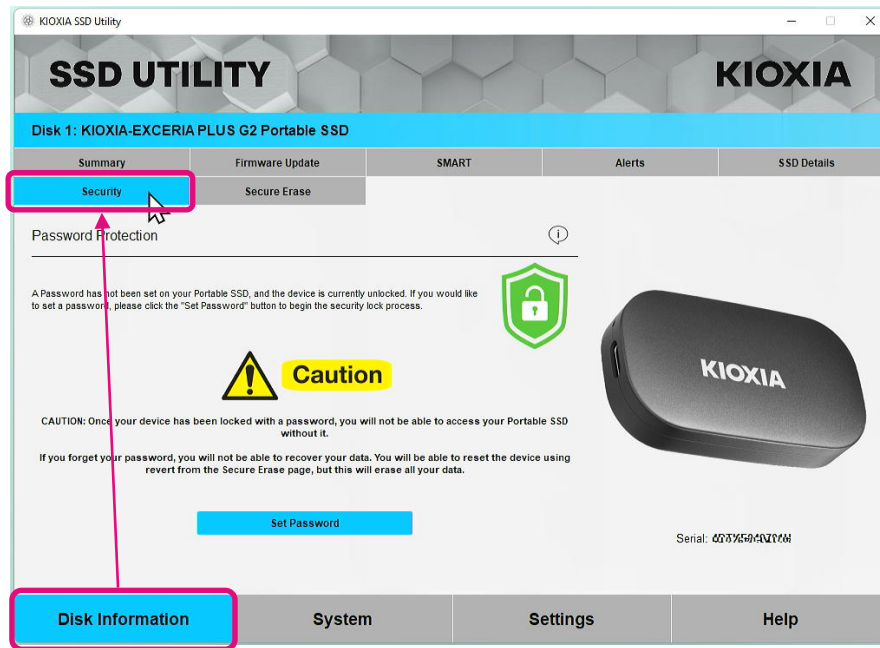 KIOXIA SSD Utility
SSD UTILITY
KIOXIA
Disk 1: KIOXIA-EXCERIA PLUS G2 Portable SSD
Summary
Firmware Update
SMART
Alerts
SSD Details
Security
Secure Erase
Password Protection
A Password has not been set on your Portable SSD, and the device is currently unlocked. If you would like
to set a password, please click the "Set Password" button to begin the security lock process.
KIOXIA
Caution
CAUTION: Once your device has been locked with a password, you will not be able to access your Portable SSD
without it.
If you forget your password, you will not be able to recover your data. You will be able to reset the device using
revert from the Secure Erase page, but this will erase all your data.
Set Password
Serial:
Disk Information
System
Settings
Help